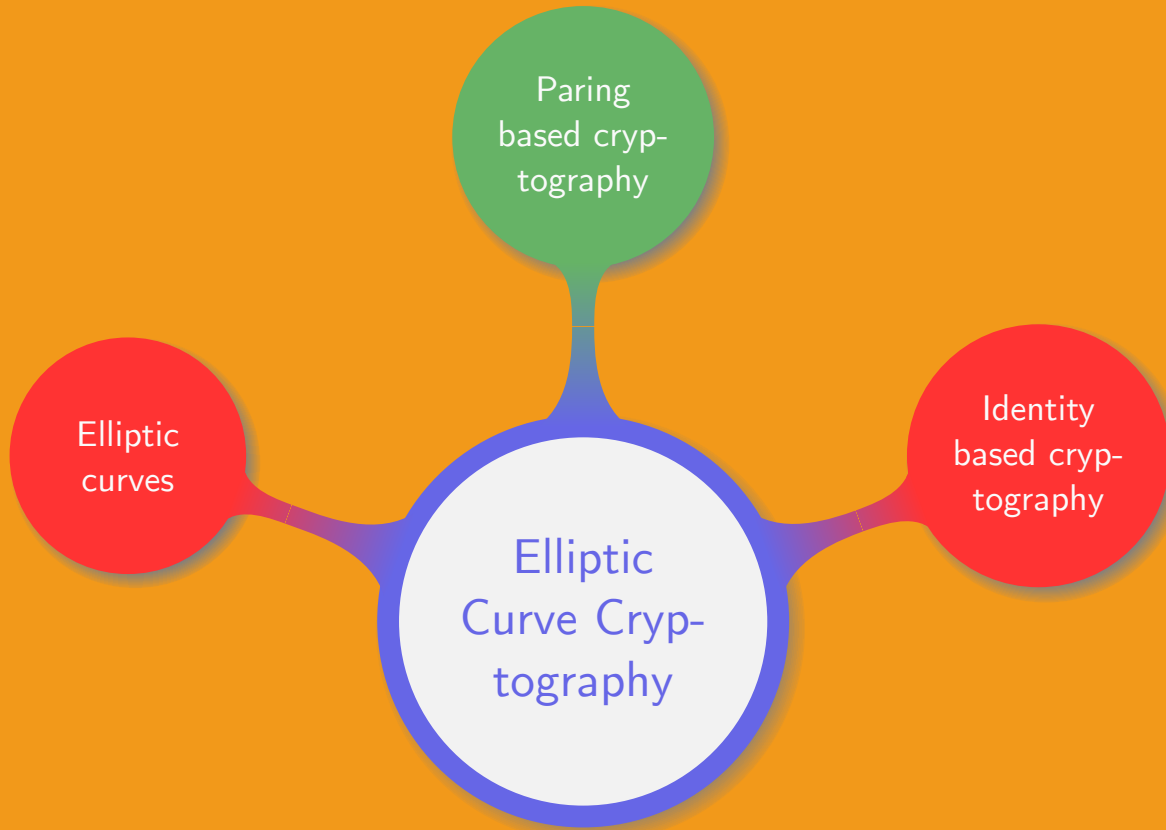 Paring
based cryp-
tography
Elliptic
curves
Identity
based cryp-
tography
Elliptic
Curve Cryp-
tography